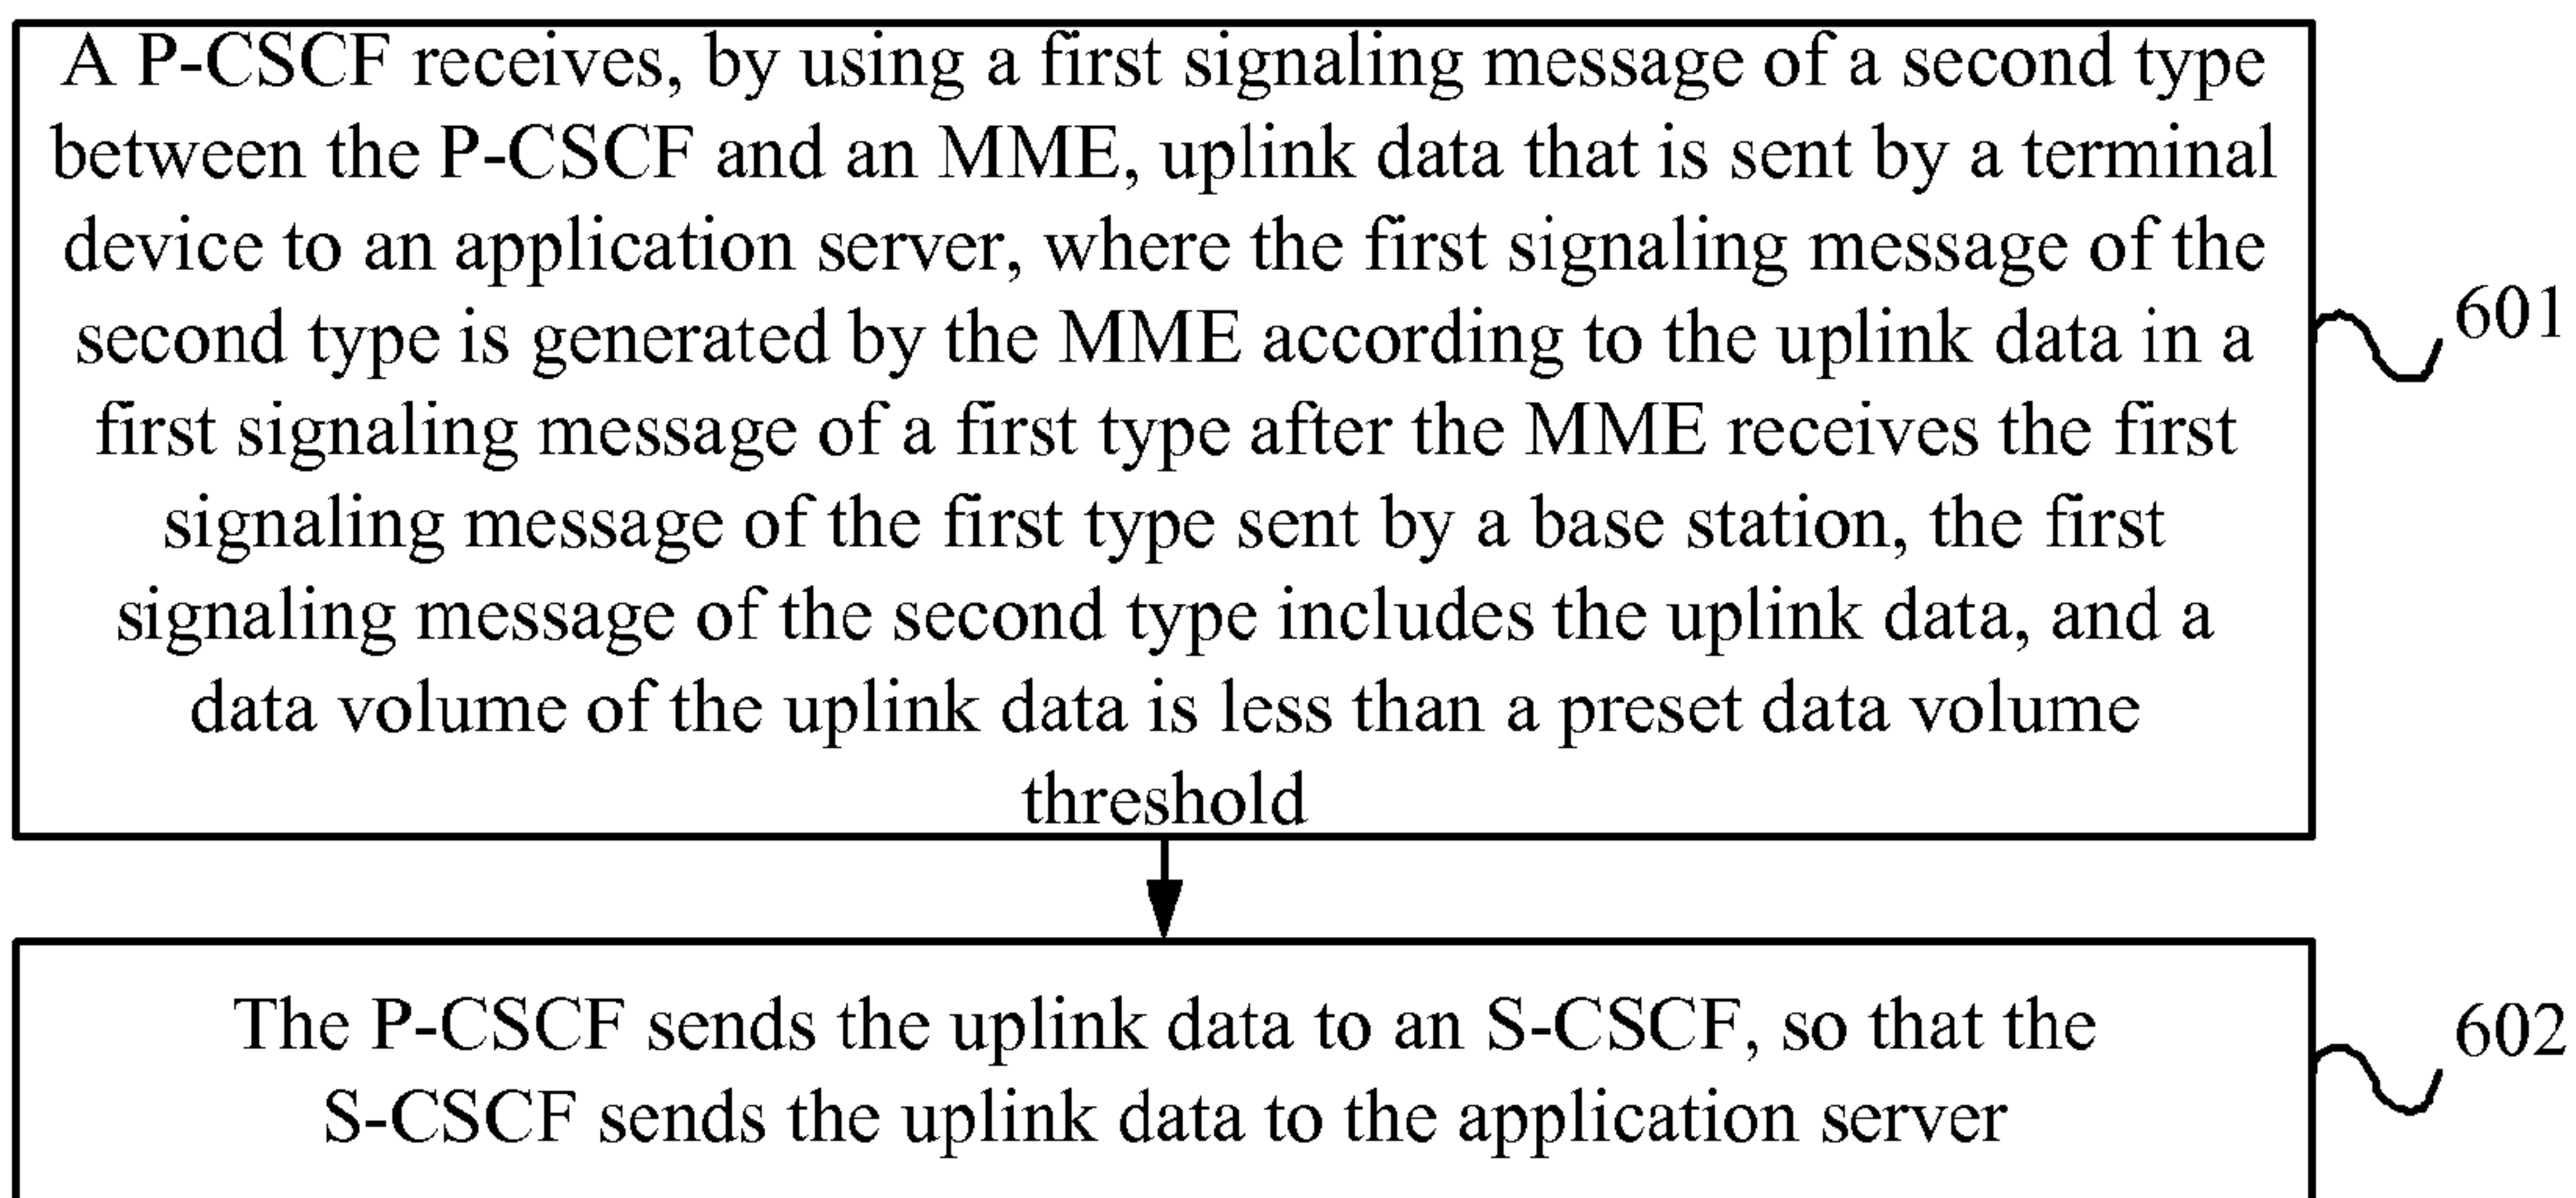 A P-CSCF receives, by using a first signaling message of a second type
between the P-CSCF and an MME, uplink data that is sent by a terminal
device to an application server, where the first signaling message of the
second type is generated by the MME according to the uplink data in a
first signaling message of a first type after the MME receives the first
signaling message of the first type sent by a base station, the first
signaling message of the second type includes the uplink data, and a
data volume of the uplink data is less than a preset data volume
threshold
601
The P-CSCF sends the uplink data to an S-CSCF, so that the
S-CSCF sends the uplink data to the application server
602